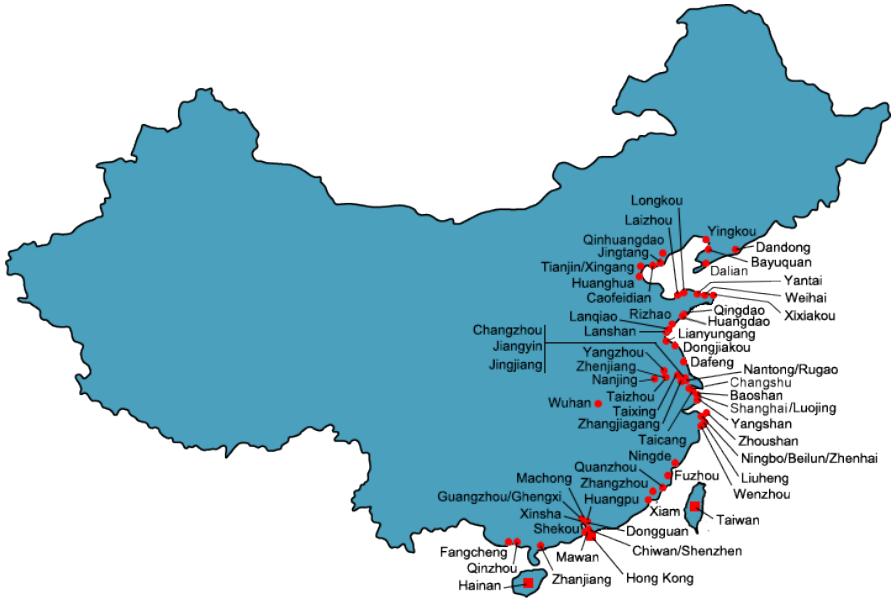 Longkou
Laizhou
Yingkou
Qinhuangdao
Dandong
Jingtang
Bayuquan
Tianjin/Xingang
Dalian
Huanghua
Yantai
Caofeidian
Weihai
Xixiakou
Rizhao
Qingdao
Lanqiao
Huangdao
Changzhou
Lanshan
Lianyungang
Jiangyin
Dongjiakou
Yangzhou
Jingjiang
Dafeng
Zhenjiang
Nantong/Rugao
Nanjing
Changshu
Taizhou
Baoshan
Wuhan
Shanghai/Luojing
Taixing
Yangshan
Zhangjiagang
Taicang
Zhoushan
Ningde
Ningbo/Beilun/Zhenhai
Quanzhou
Fuzhou
Liuheng
Machong
Zhangzhou
Wenzhou
Guangzhou/Ghengxi
Huangpu
Xinsha
Xiam
Taiwan
Shekou
Dongguan
Fangcheng
Mawan
Chiwan/Shenzhen
Qinzhou
Zhanjiang
Hong Kong
Hainan